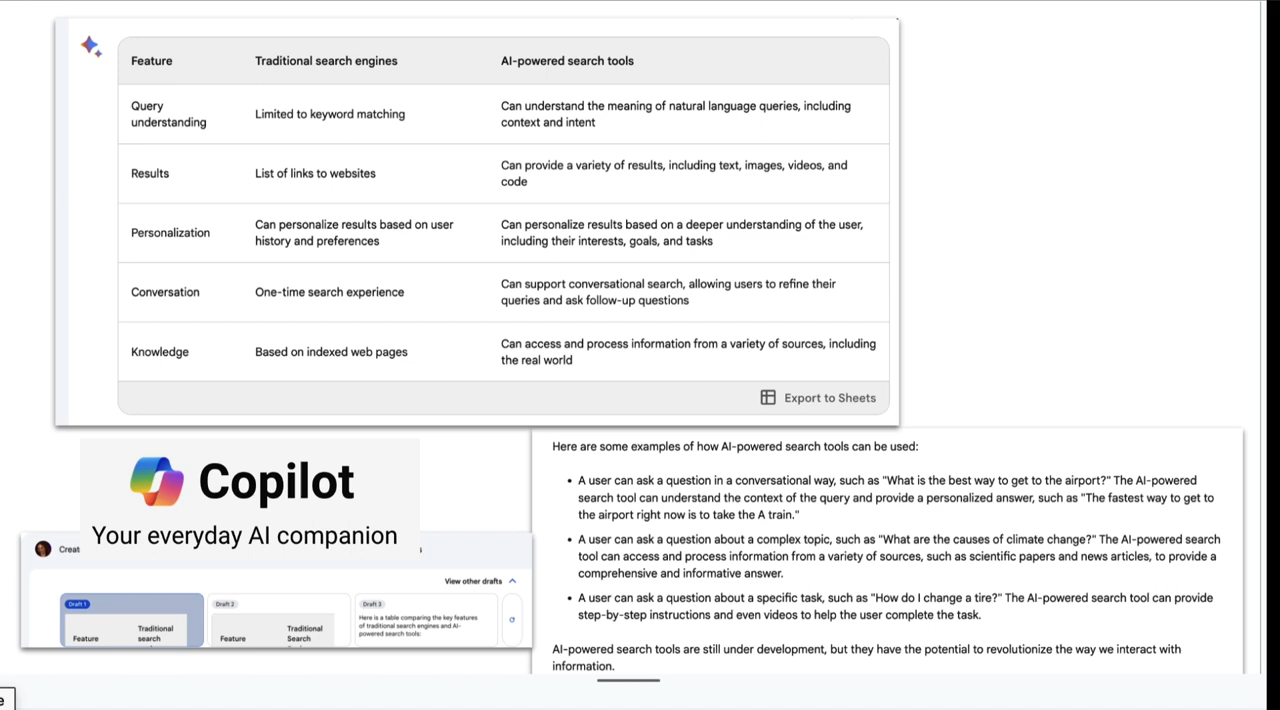 Feature Traditional search engines AI-powered search tools
Query
understanding
Limited to keyword matching
Can understand the meaning of natural language queries, including
context and intent
Results
List of links to websites
Can provide a variety of results, including text, images, videos, and
code
Personalization
Can personalize results based on user
history and preferences
Can personalize results based on a deeper understanding of the user,
including their interests, goals, and tasks
Conversation
One-time search experience
Can support conversational search, allowing users to refine their
queries and ask follow-up questions
Knowledge
Based on indexed web pages
Can access and process information from a variety of sources, including
the real world
Export to Sheets
Copilot
Your everyday AI companion
Creat
View other drafts
Draft 1
Feature
Traditional
search
Draft 2
Feature
Traditional
Search
Draft 3
Here is a table comparing the key features
of traditional search engines and AI-
powered search tools:
Here are some examples of how AI-powered search tools can be used:
• A user can ask a question in a conversational way, such as "What is the best way to get to the airport?" The AI-powered
search tool can understand the context of the query and provide a personalized answer, such as "The fastest way to get to
the airport right now is to take the A train."
• A user can ask a question about a complex topic, such as "What are the causes of climate change?" The AI-powered search
tool can access and process information from a variety of sources, such as scientific papers and news articles, to provide a
comprehensive and informative answer.
• A user can ask a question about a specific task, such as "How do I change a tire?" The AI-powered search tool can provide
step-by-step instructions and even videos to help the user complete the task.
AI-powered search tools are still under development, but they have the potential to revolutionize the way we interact with
information.
e